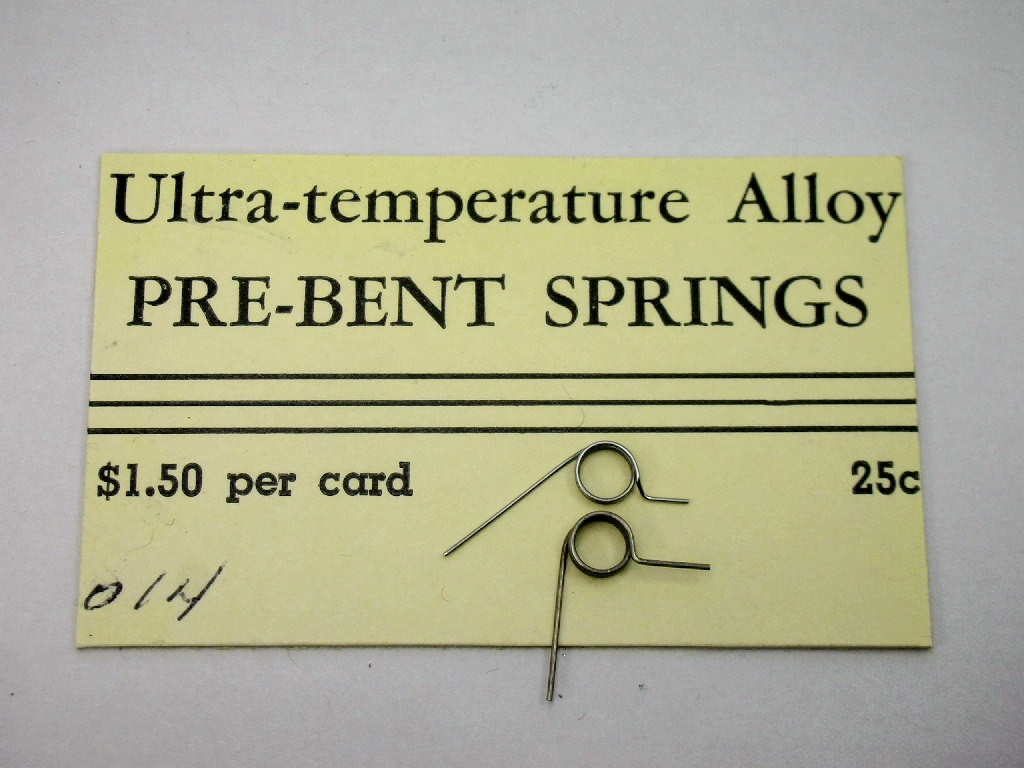 Ultra-temperature Alloy
PRE-BENT SPRINGS
$1.50 per card 25c
014